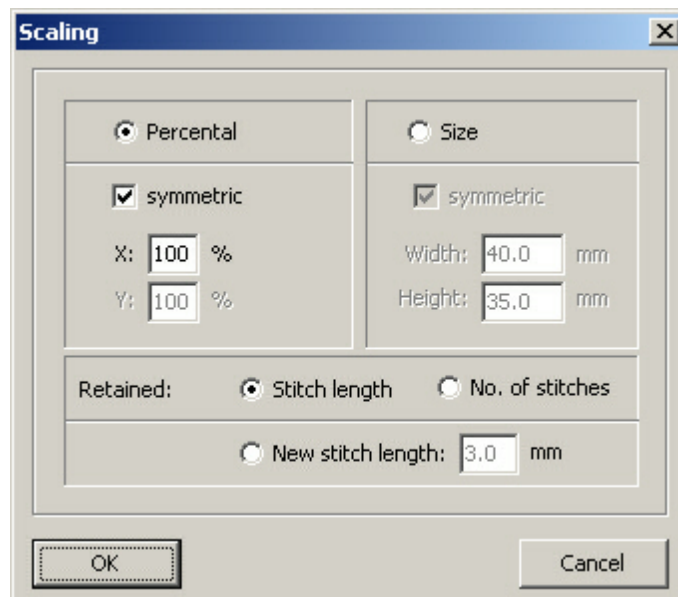 Scaling
Percental
Size
symmetric
symmetric
X: 100 %
Width: 40.0 mm
Y: 100 %
Height: 35.0 mm
Retained: Stitch length No. of stitches
New stitch length: 3.0 mm
OK
Cancel